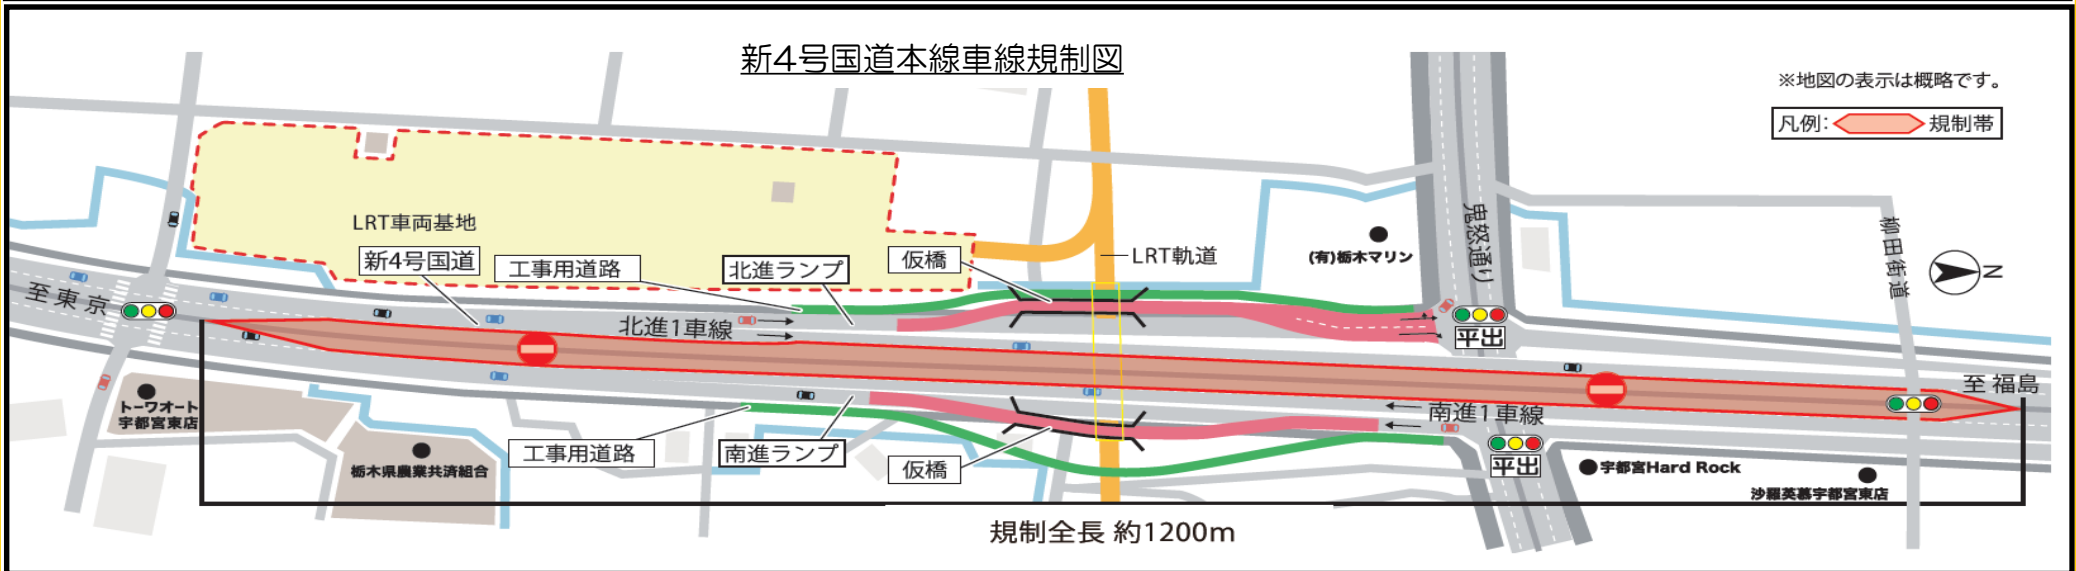 新4号国道本線車線規制図
※地図の表示は概略です。
凡例:
規制帯
LRT車両基地
新4号国道
工事用道路
北進ランプ
仮橋
LRT軌道
(有)栃木マリン
鬼怒通り
柳田街道
N
至東京
北進1車線
平出
至福島
南進1車線
トーワオート
宇都宮東店
栃木県農業共済組合
工事用道路
南進ランプ
仮橋
平出
宇都宮Hard Rock
沙羅英慕宇都宮東店
規制全長 約1200m